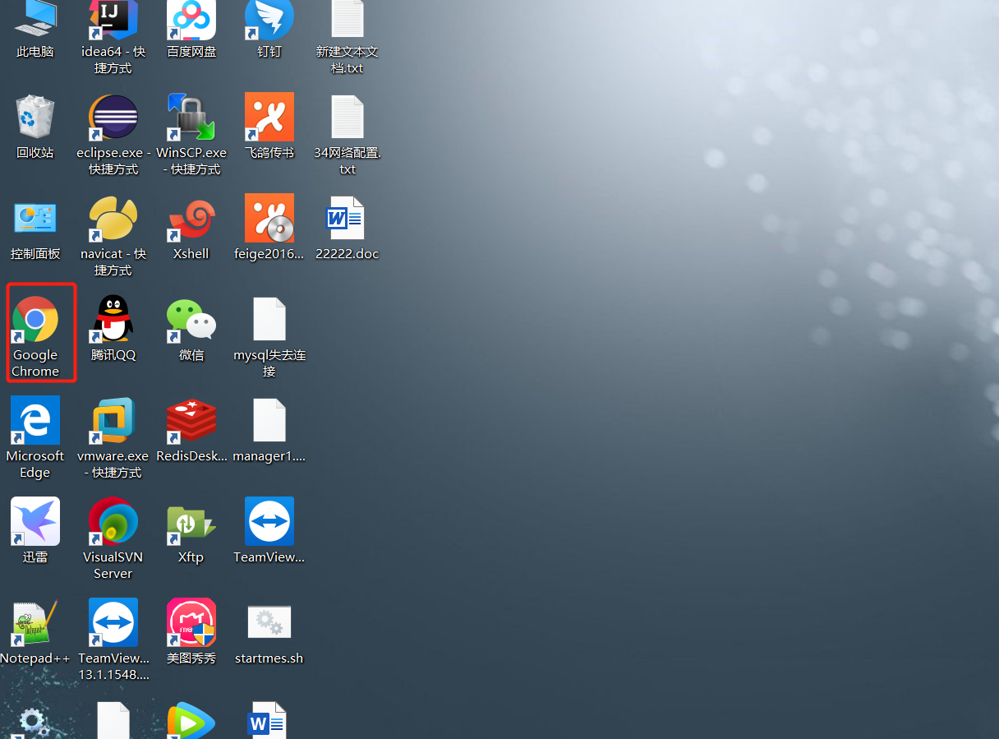 IJ
此电脑
idea64 - 快
捷方式
百度网盘
钉钉
新建文本文
档.txt
回收站
eclipse.exe -
快捷方式
WinSCP.exe
- 快捷方式
飞鸽传书
34网络配置.
txt
控制面板
navicat - 快
捷方式
Xshell
feige2016...
W
22222.doc
Google
Chrome
腾讯QQ
微信
mysql失去连
接
Microsoft
Edge
vmware.exe
- 快捷方式
RedisDesk...
manager1....
迅雷
VisualSVN
Server
Xftp
TeamView...
Notepad++
TeamView...
13.1.1548....
美图秀秀
startmes.sh
W